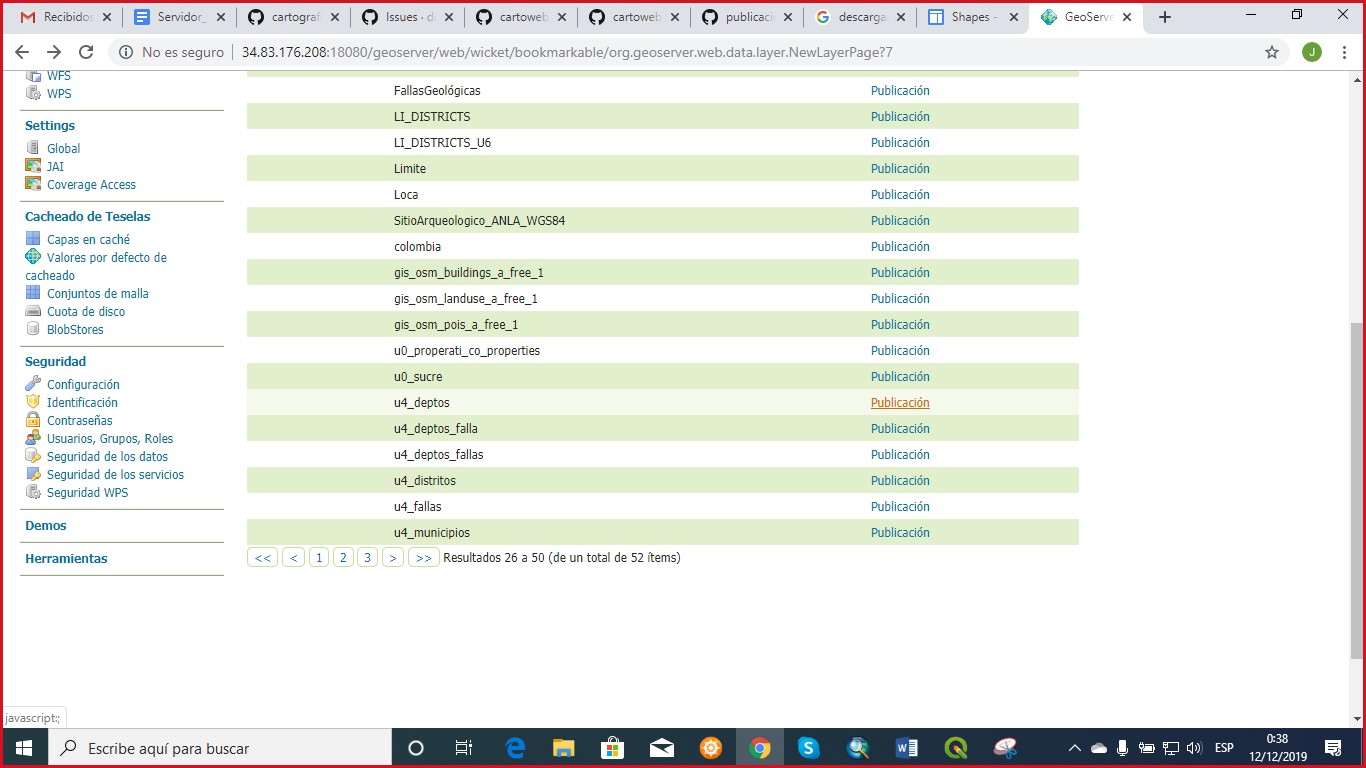 Recibidos
Servidor_
cartografi
Issues · d
cartoweb
cartoweb
publicaci
descarga
Shapes -
GeoServe
No es seguro
34.83.176.208:18080/geoserver/web/wicket/bookmarkable/org.geoserver.web.data.layer.NewLayerPage?7
J
WFS
WPS
Settings
Global
JAI
Coverage Access
Cacheado de Teselas
Capas en caché
Valores por defecto de
cacheado
Conjuntos de malla
Cuota de disco
BlobStores
Seguridad
Configuración
Identificación
Contraseñas
Usuarios, Grupos, Roles
Seguridad de los datos
Seguridad de los servicios
Seguridad WPS
Demos
Herramientas
FallasGeológicas Publicación
LI_DISTRICTS Publicación
LI_DISTRICTS_U6 Publicación
Limite Publicación
Loca Publicación
SitioArqueologico_ANLA_WGS84 Publicación
colombia Publicación
gis_osm_buildings_a_free_1 Publicación
gis_osm_landuse_a_free_1 Publicación
gis_osm_pois_a_free_1 Publicación
u0_properati_co_properties Publicación
u0_sucre Publicación
u4_deptos Publicación
u4_deptos_falla Publicación
u4_deptos_fallas Publicación
u4_distritos Publicación
u4_fallas Publicación
u4_municipios Publicación
<< < 1 2 3 > >> Resultados 26 a 50 (de un total de 52 ítems)
javascript:;
Escribe aquí para buscar
ESP
0:38
12/12/2019